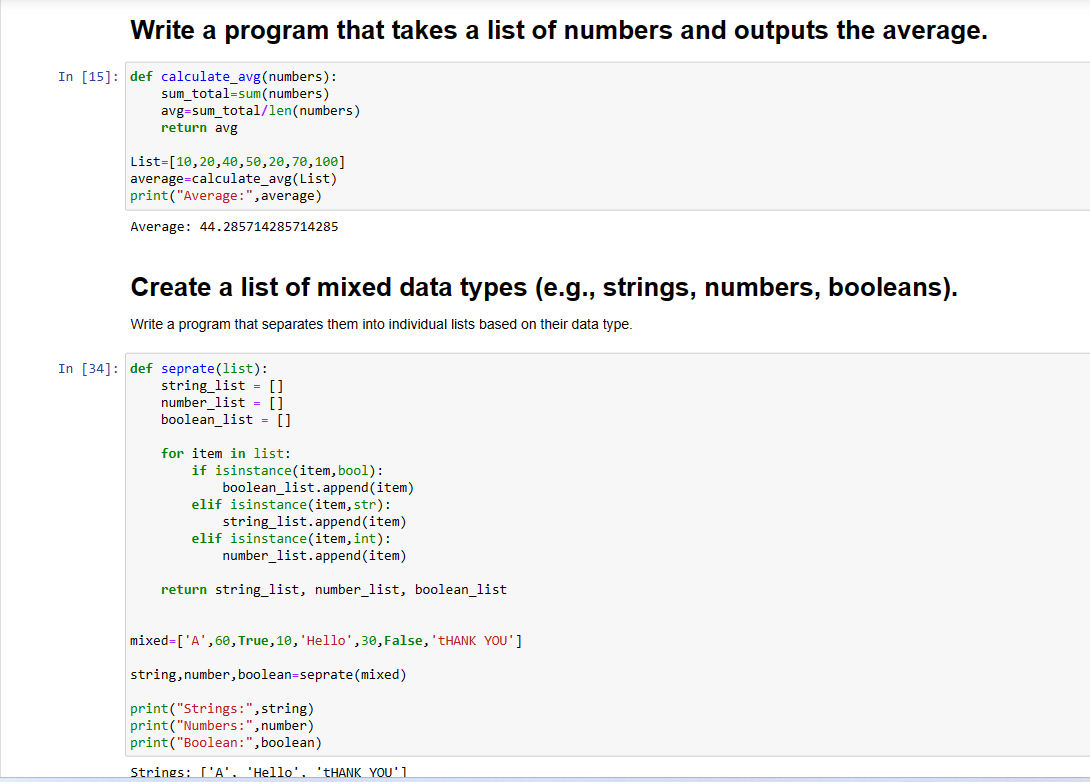 Write a program that takes a list of numbers and outputs the average.
In [15]: def calculate_avg(numbers):
    sum_total=sum(numbers)
    avg=sum_total/len(numbers)
    return avg
List=[10,20,40,50,20,70,100]
average=calculate_avg(List)
print("Average:",average)
Average: 44.285714285714285
Create a list of mixed data types (e.g., strings, numbers, booleans).
Write a program that separates them into individual lists based on their data type.
In [34]: def seprate(list):
    string_list = []
    number_list = []
    boolean_list = []
    for item in list:
        if isinstance(item,bool):
            boolean_list.append(item)
        elif isinstance(item,str):
            string_list.append(item)
        elif isinstance(item,int):
            number_list.append(item)
    return string_list, number_list, boolean_list
mixed=['A',60,True,10,'Hello',30,False,'tHANK YOU']
string,number,boolean=seprate(mixed)
print("Strings:",string)
print("Numbers:",number)
print("Boolean:",boolean)
Strings: ['A', 'Hello', 'tHANK YOU']